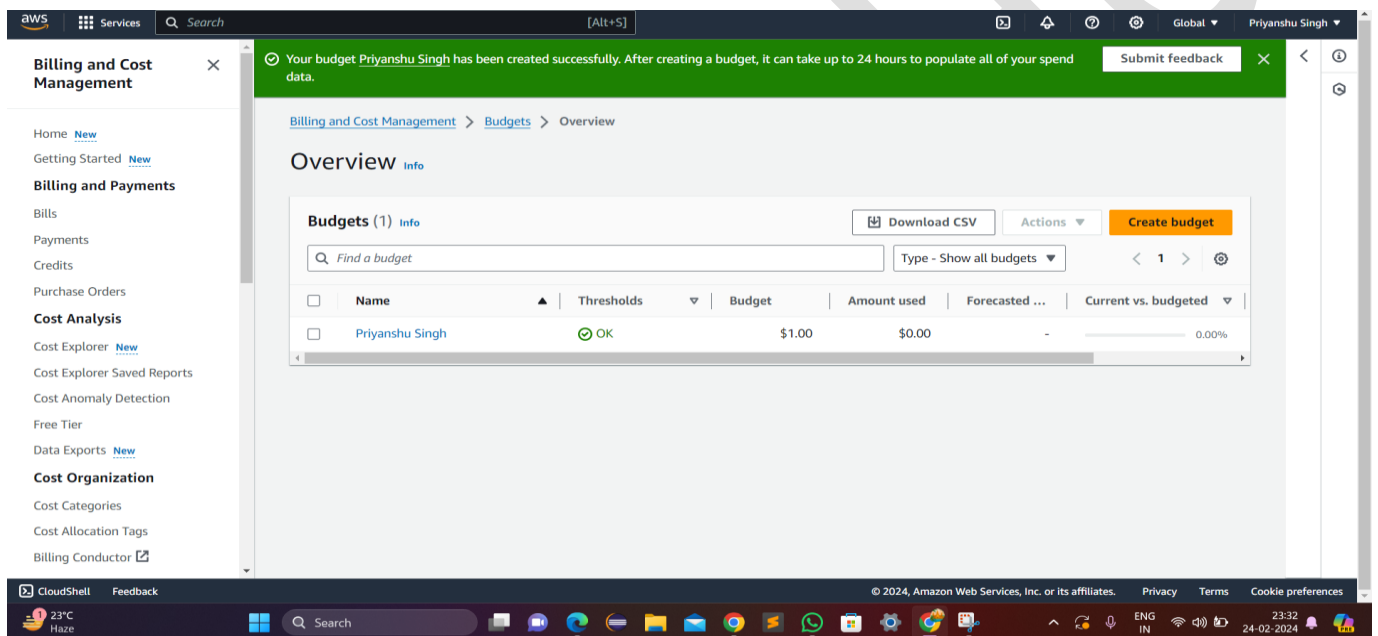 aws Services Search [Alt+S] Global Priyanshu Singh
Billing and Cost Management
Home New
Getting Started New
Billing and Payments
Bills
Payments
Credits
Purchase Orders
Cost Analysis
Cost Explorer New
Cost Explorer Saved Reports
Cost Anomaly Detection
Free Tier
Data Exports New
Cost Organization
Cost Categories
Cost Allocation Tags
Billing Conductor
Your budget Priyanshu Singh has been created successfully. After creating a budget, it can take up to 24 hours to populate all of your spend
data.
Submit feedback
Billing and Cost Management > Budgets > Overview
Overview Info
Budgets (1) Info
Download CSV Actions Create budget
Find a budget Type - Show all budgets 1
Name Thresholds Budget Amount used Forecasted ... Current vs. budgeted
Priyanshu Singh OK $1.00 $0.00 - 0.00%
CloudShell Feedback © 2024, Amazon Web Services, Inc. or its affiliates. Privacy Terms Cookie preferences
1 23°C Search ENG 23:32
Haze IN 24-02-2024